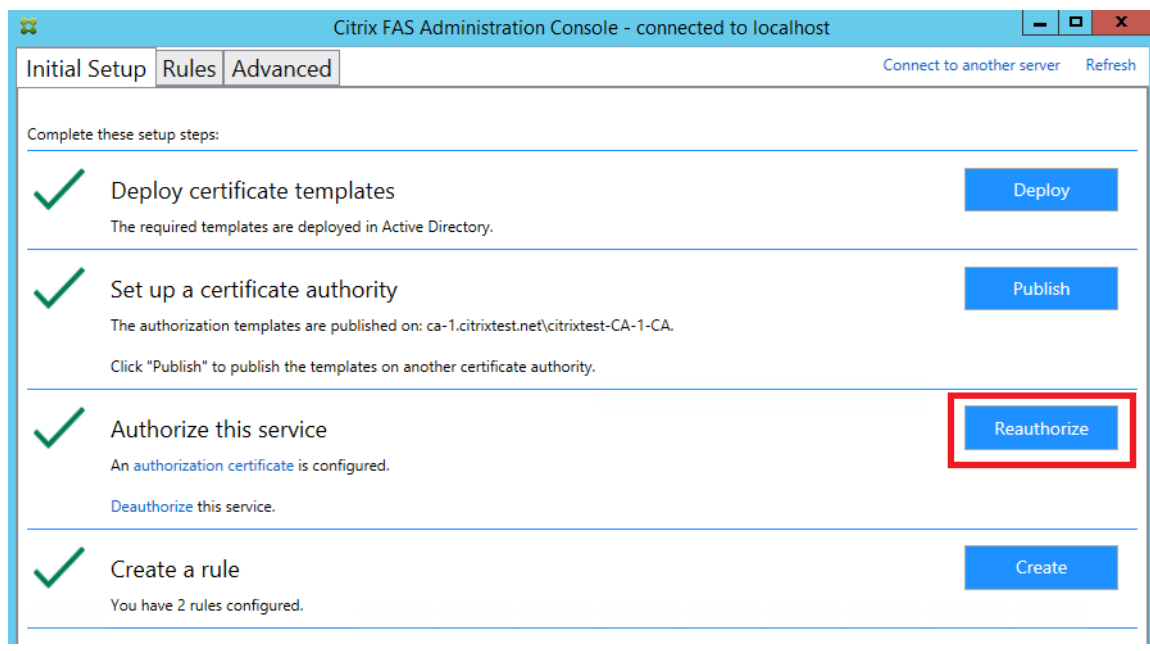 Citrix FAS Administration Console - connected to localhost
Initial Setup Rules Advanced Connect to another server Refresh
Complete these setup steps:
Deploy certificate templates Deploy
The required templates are deployed in Active Directory.
Set up a certificate authority Publish
The authorization templates are published on: ca-1.citrixtest.net\citrixtest-CA-1-CA.
Click "Publish" to publish the templates on another certificate authority.
Authorize this service Reauthorize
An authorization certificate is configured.
Deauthorize this service.
Create a rule Create
You have 2 rules configured.